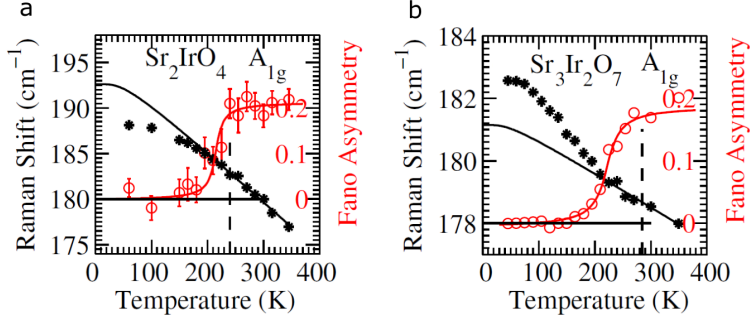 a
Sr2IrO4 A1g
Raman Shift (cm-1)
195
190
185
180
175
0 100 200 300 400
Temperature (K)
0.2
0.1
0
Fano Asymmetry
b
Sr3Ir2O7 A1g
Raman Shift (cm-1)
184
182
180
178
0 100 200 300 400
Temperature (K)
0.2
0.1
0
Fano Asymmetry